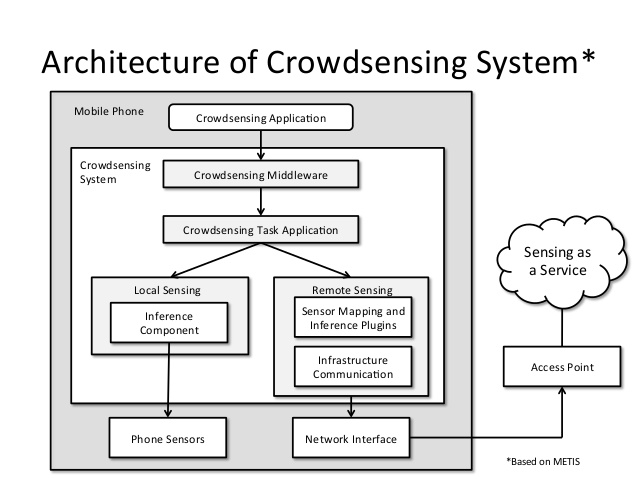 Architecture of Crowdsensing System*
Mobile Phone
Crowdsensing Application
Crowdsensing
System
Crowdsensing Middleware
Crowdsensing Task Application
Local Sensing
Inference
Component
Remote Sensing
Sensor Mapping and
Inference Plugins
Infrastructure
Communication
Phone Sensors
Network Interface
Sensing as
a Service
Access Point
*Based on METIS